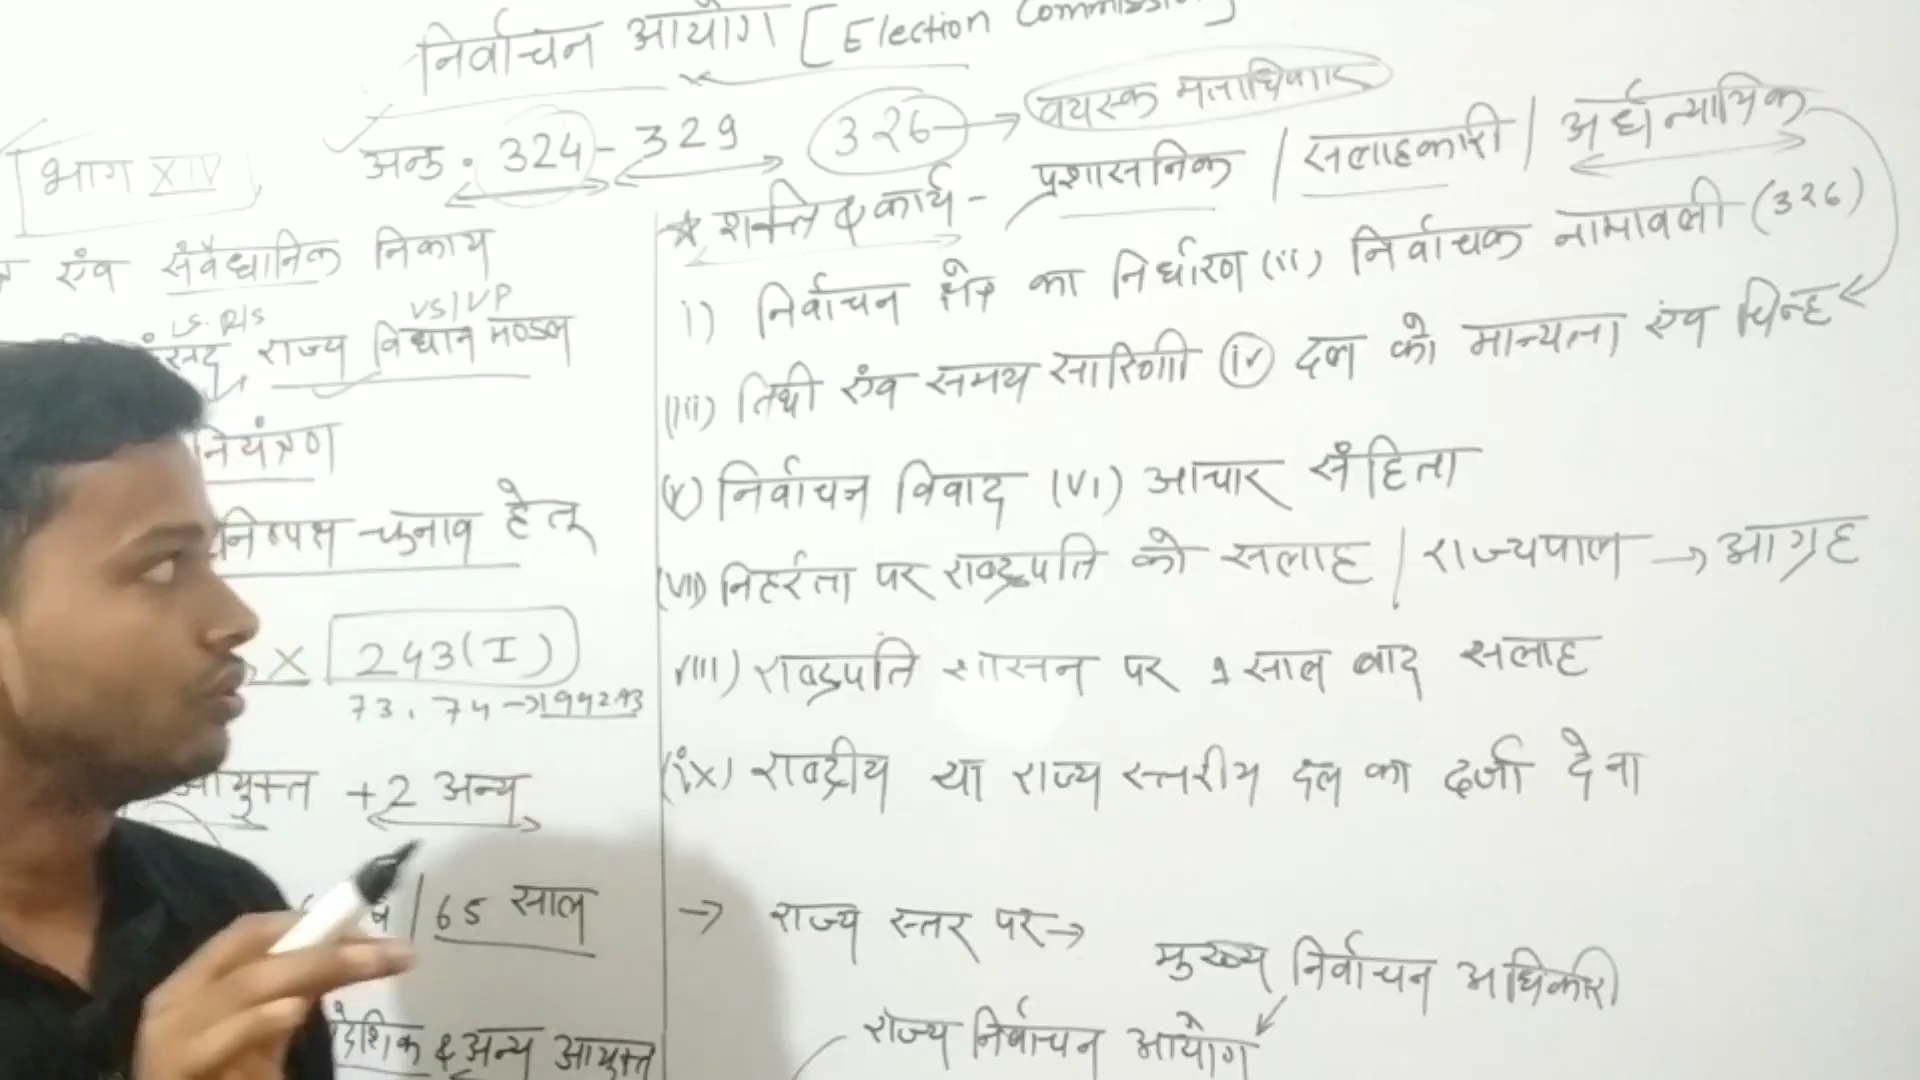 निर्वाचन आयोग [Election Commission]
भाग XIV
अनु. 324-329 326 → वयस्क मताधिकार
एंव संवैधानिक निकाय
L.S. R/S VS/VP
राज्य विधान मण्डल
नियंत्रण
निष्पक्ष चुनाव हेतू
X 243(I)
73, 74 → 1992.93
आयुक्त +2 अन्य
/ 65 साल
& अन्य आयुक्त
* शक्ति & कार्य - प्रशासनिक / सलाहकारी / अर्धन्यायिक
i) निर्वाचन क्षेत्र का निर्धारण (ii) निर्वाचक नामावली (326)
(iii) तिथी एंव समय सारिणी (iv) दल को मान्यता एंव चिन्ह
(v) निर्वाचन विवाद (vi) आचार संहिता
(vii) निर्हरता पर राष्ट्रपति को सलाह / राज्यपाल → आग्रह
viii) राष्ट्रपति शासन पर 1 साल बाद सलाह
(ix) राष्ट्रीय या राज्य स्तरीय दल का दर्जा देना
→ राज्य स्तर पर → मुख्य निर्वाचन अधिकारी
राज्य निर्वाचन आयोग